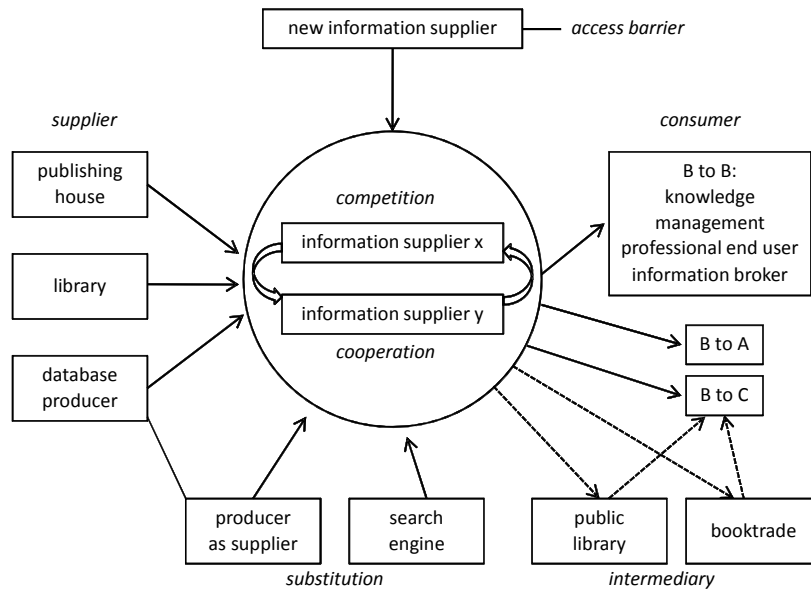 new information supplier
access barrier
supplier
consumer
publishing
house
B to B:
knowledge
management
professional end user
information broker
competition
information supplier x
library
information supplier y
cooperation
B to A
database
producer
B to C
producer
as supplier
search
engine
public
library
booktrade
substitution
intermediary